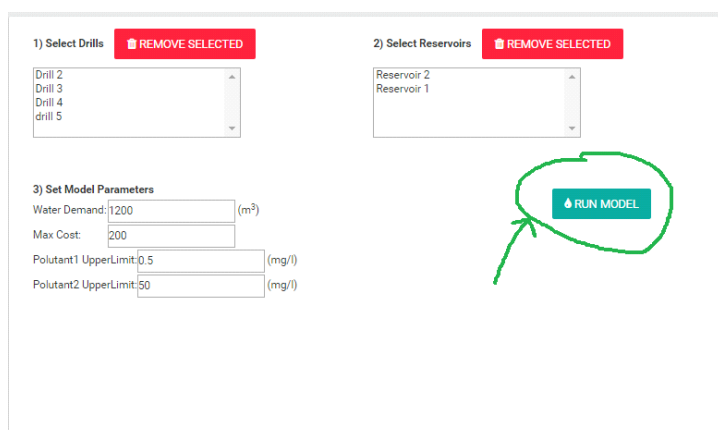 1) Select Drills
REMOVE SELECTED
Drill 2
Drill 3
Drill 4
drill 5
2) Select Reservoirs
REMOVE SELECTED
Reservoir 2
Reservoir 1
3) Set Model Parameters
Water Demand: 1200 (m³)
Max Cost: 200
Polutant1 UpperLimit: 0.5 (mg/l)
Polutant2 UpperLimit: 50 (mg/l)
RUN MODEL